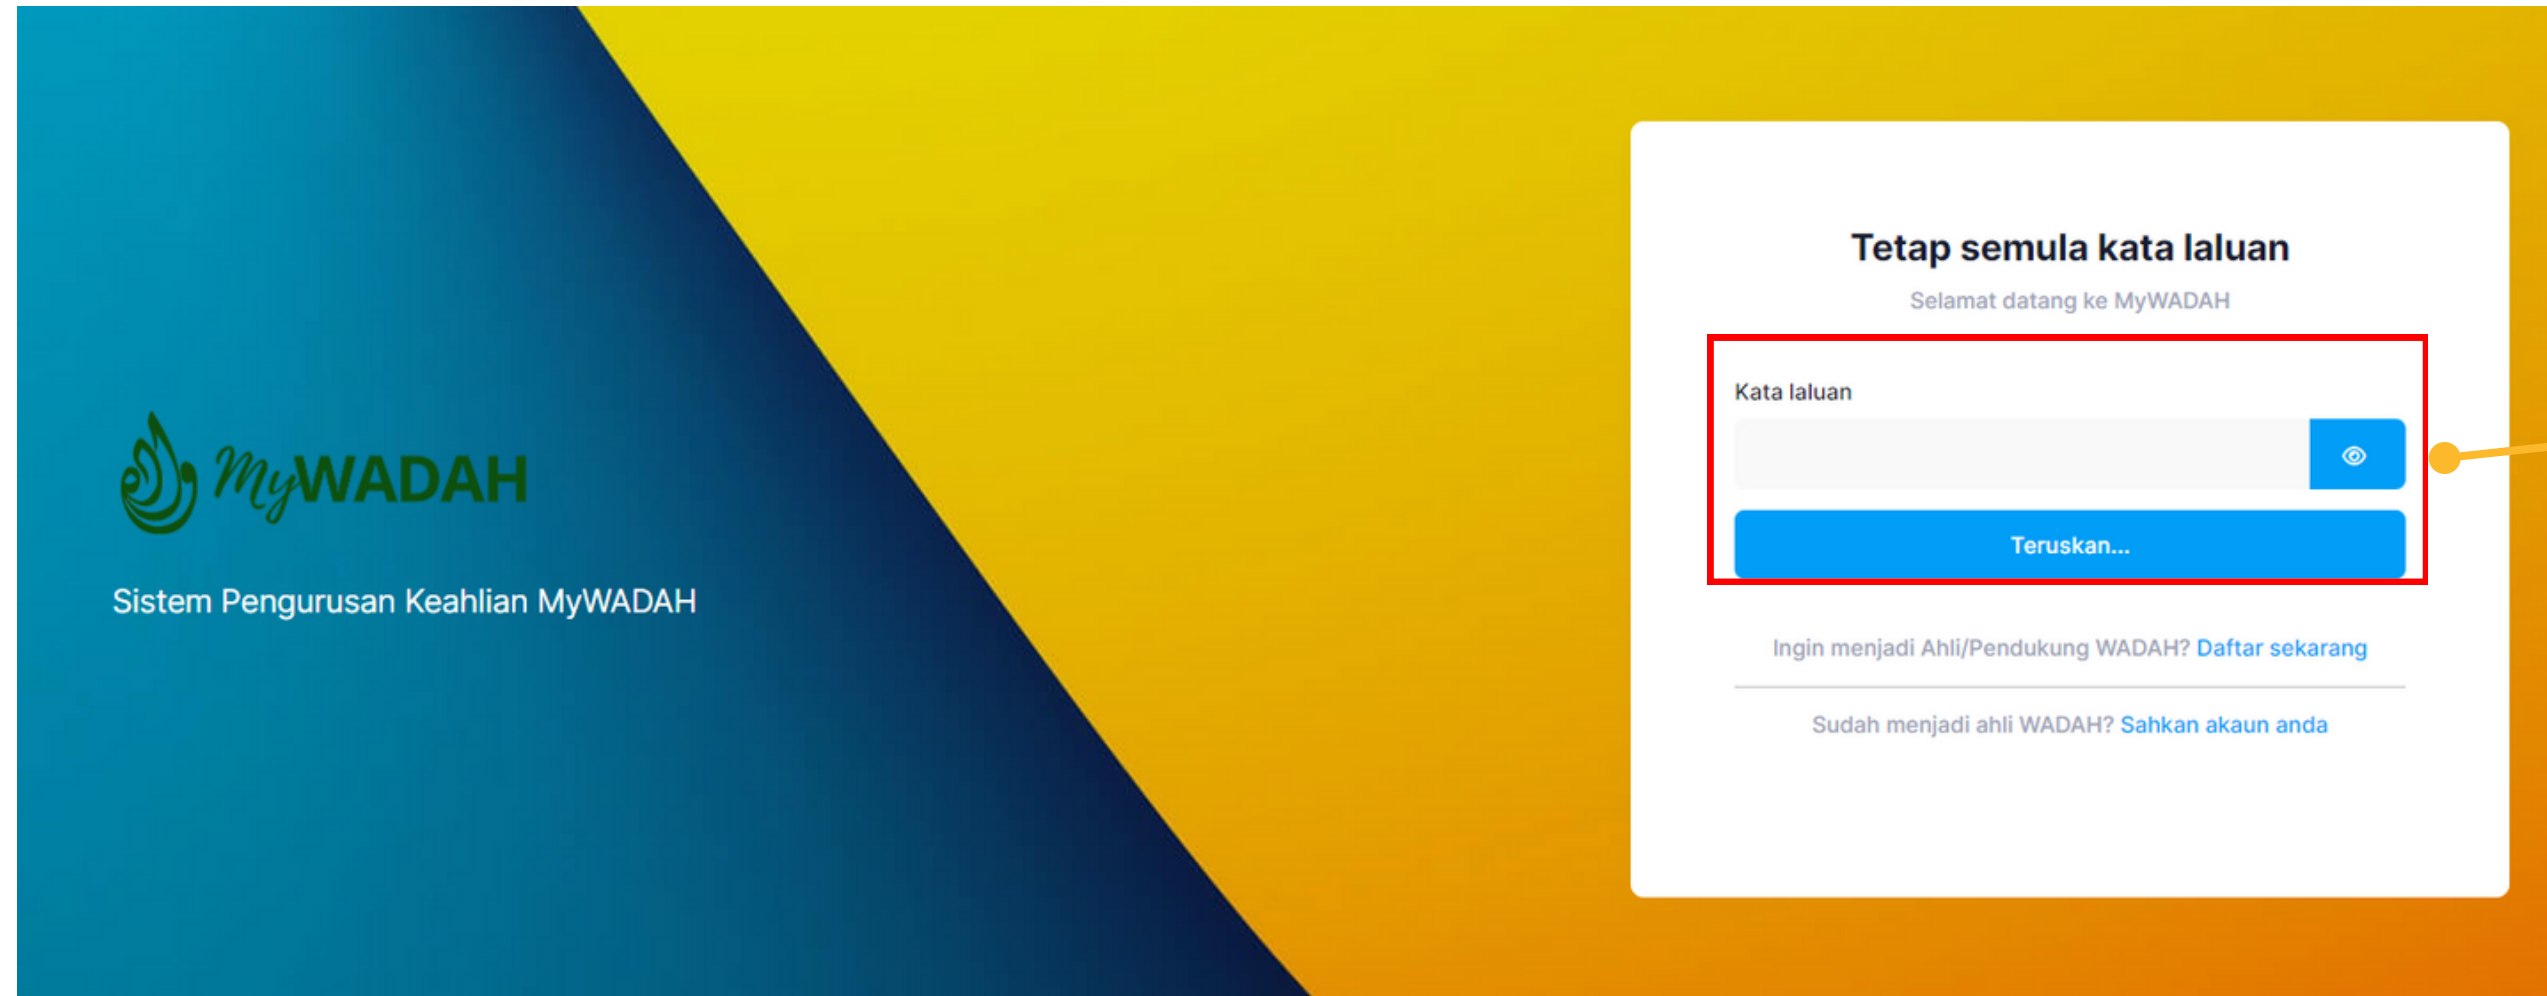 MyWADAH
Sistem Pengurusan Keahlian MyWADAH
Tetap semula kata laluan
Selamat datang ke MyWADAH
Kata laluan
Teruskan...
Ingin menjadi Ahli/Pendukung WADAH? Daftar sekarang
Sudah menjadi ahli WADAH? Sahkan akaun anda